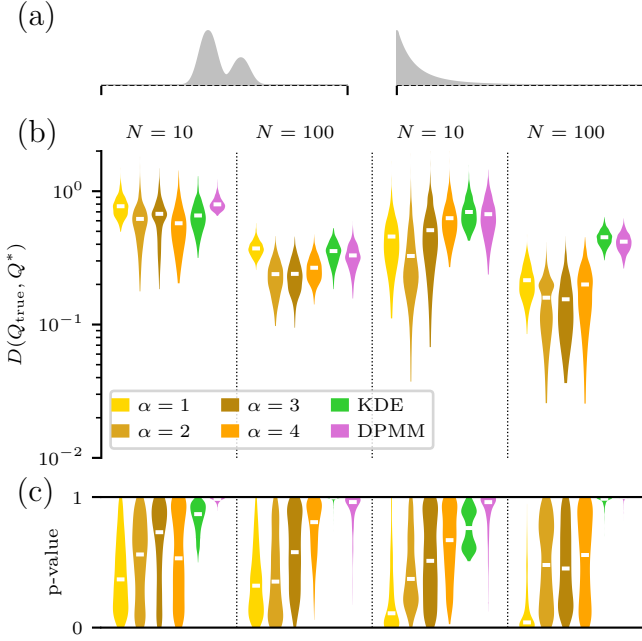 (a)
(b)
N = 10
N = 100
N = 10
N = 100
10^0
10^{-1}
10^{-2}
D(Q_true, Q^*)
α = 1
α = 3
KDE
α = 2
α = 4
DPMM
(c)
1
0
p-value